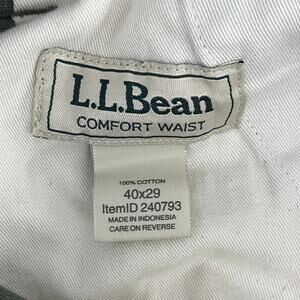 L.L.Bean
COMFORT WAIST
100% COTTON
40x29
ItemID 240793
MADE IN INDONESIA
CARE ON REVERSE